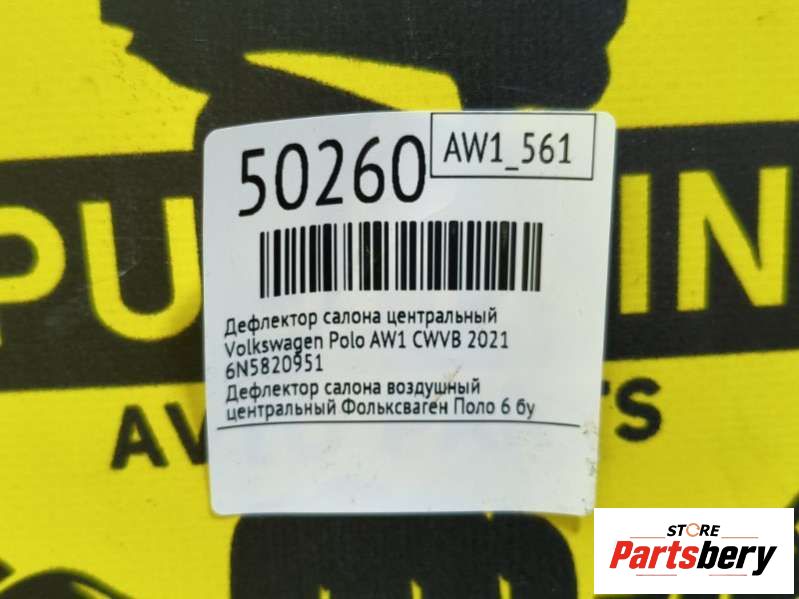 50260
AW1_561
Дефлектор салона центральный
Volkswagen Polo AW1 CWVB 2021
6N5820951
Дефлектор салона воздушный
центральный Фольксваген Поло 6 бу
STORE
Partsbery